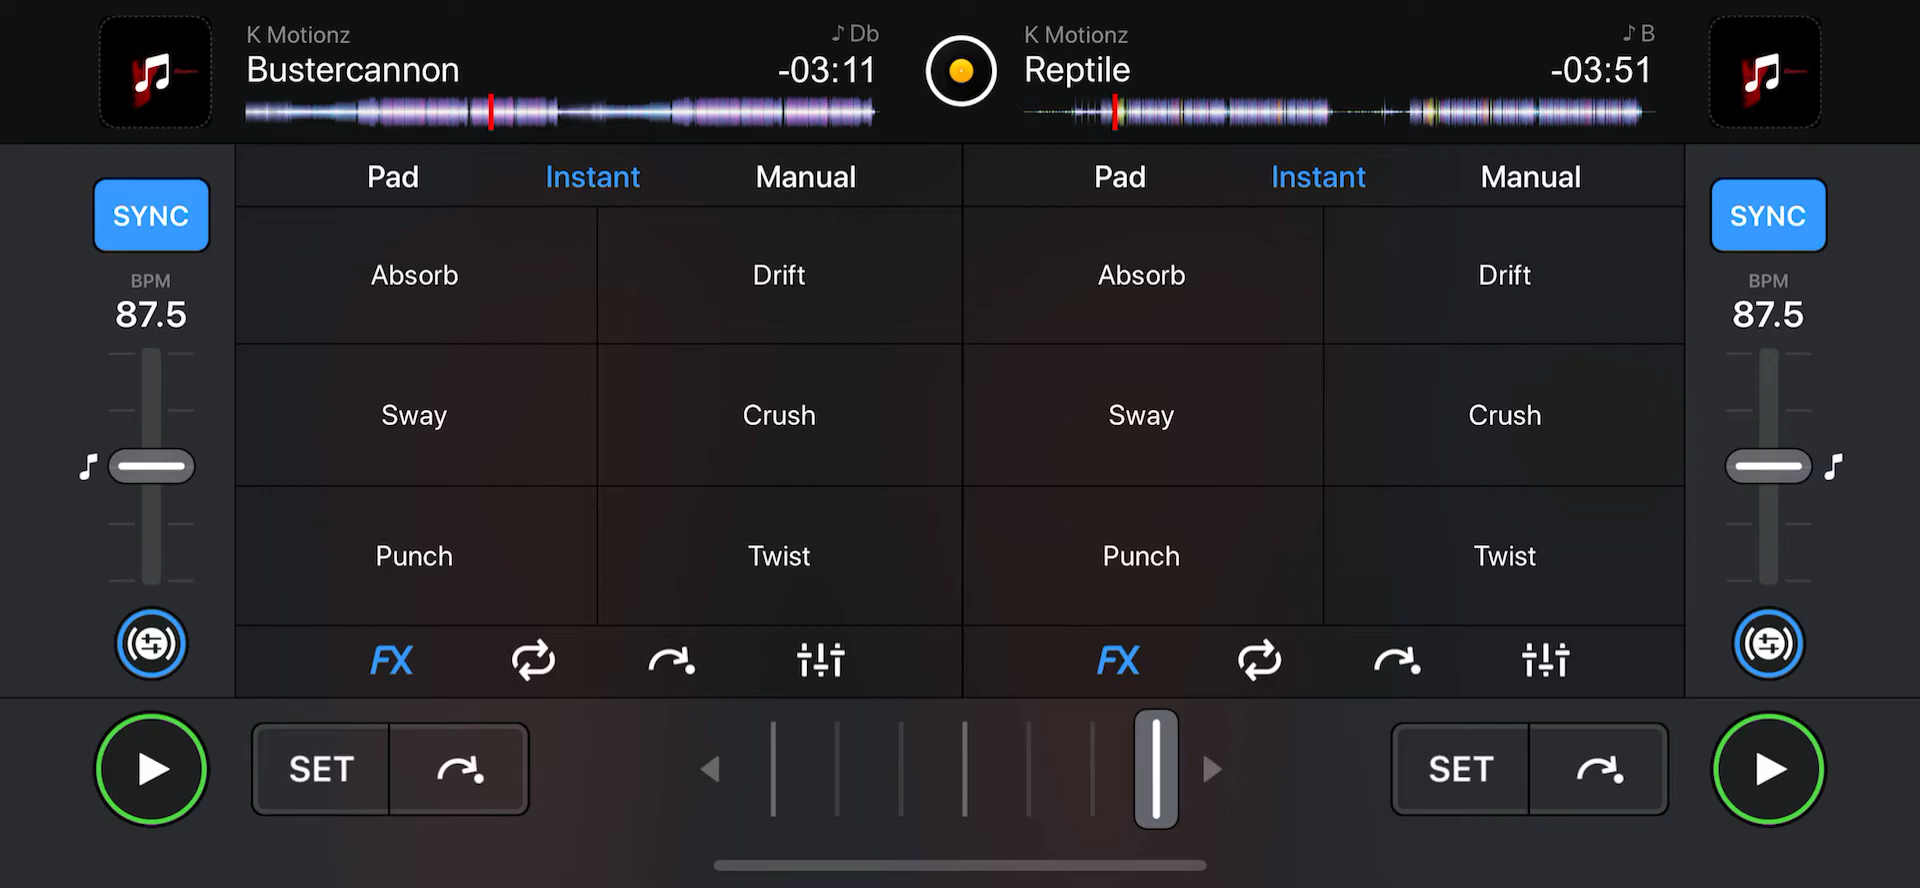 K Motionz
♪ Db
Bustercannon
-03:11
K Motionz
♪ B
Reptile
-03:51
SYNC
BPM
87.5
Pad Instant Manual
Absorb Drift
Sway Crush
Punch Twist
FX
Pad Instant Manual
Absorb Drift
Sway Crush
Punch Twist
FX
SYNC
BPM
87.5
SET
SET